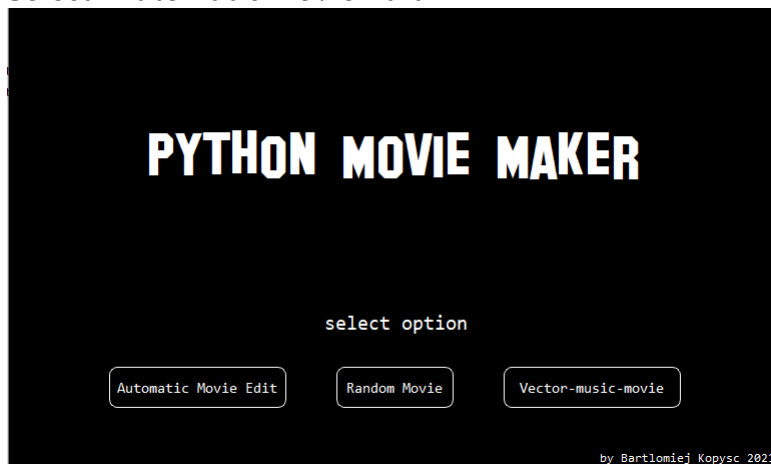 PYTHON MOVIE MAKER
select option
Automatic Movie Edit
Random Movie
Vector-music-movie
by Bartlomiej Kopysc